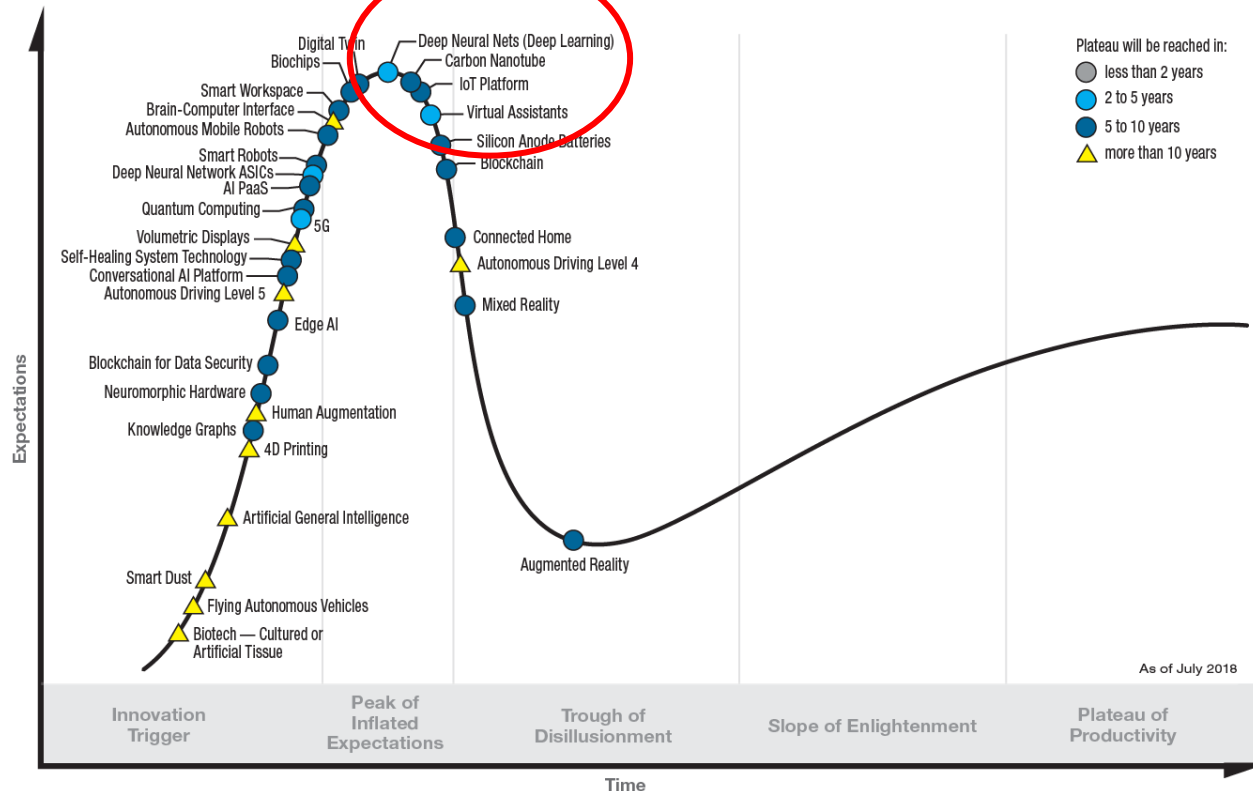 Digital Twin
Deep Neural Nets (Deep Learning)
Biochips
Carbon Nanotube
Smart Workspace
IoT Platform
Brain-Computer Interface
Virtual Assistants
Autonomous Mobile Robots
Silicon Anode Batteries
Smart Robots
Blockchain
Deep Neural Network ASICs
AI PaaS
Quantum Computing
5G
Volumetric Displays
Connected Home
Self-Healing System Technology
Autonomous Driving Level 4
Conversational AI Platform
Autonomous Driving Level 5
Mixed Reality
Edge AI
Blockchain for Data Security
Neuromorphic Hardware
Human Augmentation
Knowledge Graphs
4D Printing
Artificial General Intelligence
Augmented Reality
Smart Dust
Flying Autonomous Vehicles
Biotech — Cultured or
Artificial Tissue
Plateau will be reached in:
less than 2 years
2 to 5 years
5 to 10 years
more than 10 years
As of July 2018
Expectations
Innovation
Trigger
Peak of
Inflated
Expectations
Trough of
Disillusionment
Slope of Enlightenment
Plateau of
Productivity
Time